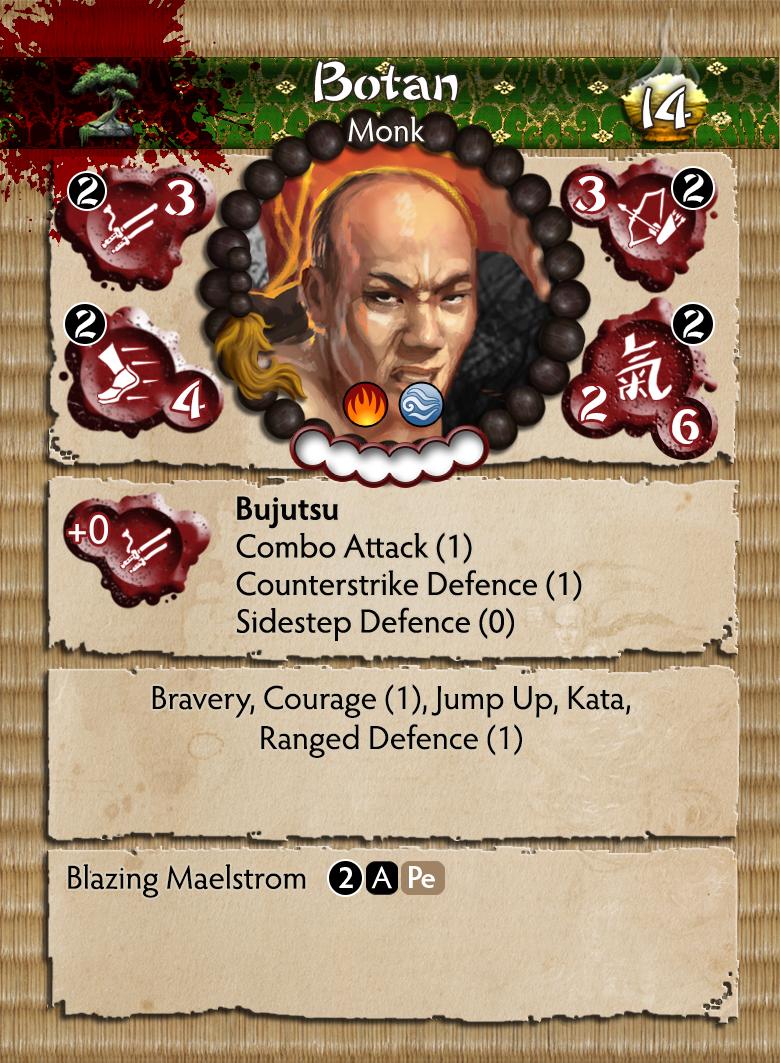 Botan
14
Monk
2 3
3 2
2 4
2 氣 2 6
+0
Bujutsu
Combo Attack (1)
Counterstrike Defence (1)
Sidestep Defence (0)
Bravery, Courage (1), Jump Up, Kata,
Ranged Defence (1)
Blazing Maelstrom 2 A Pe